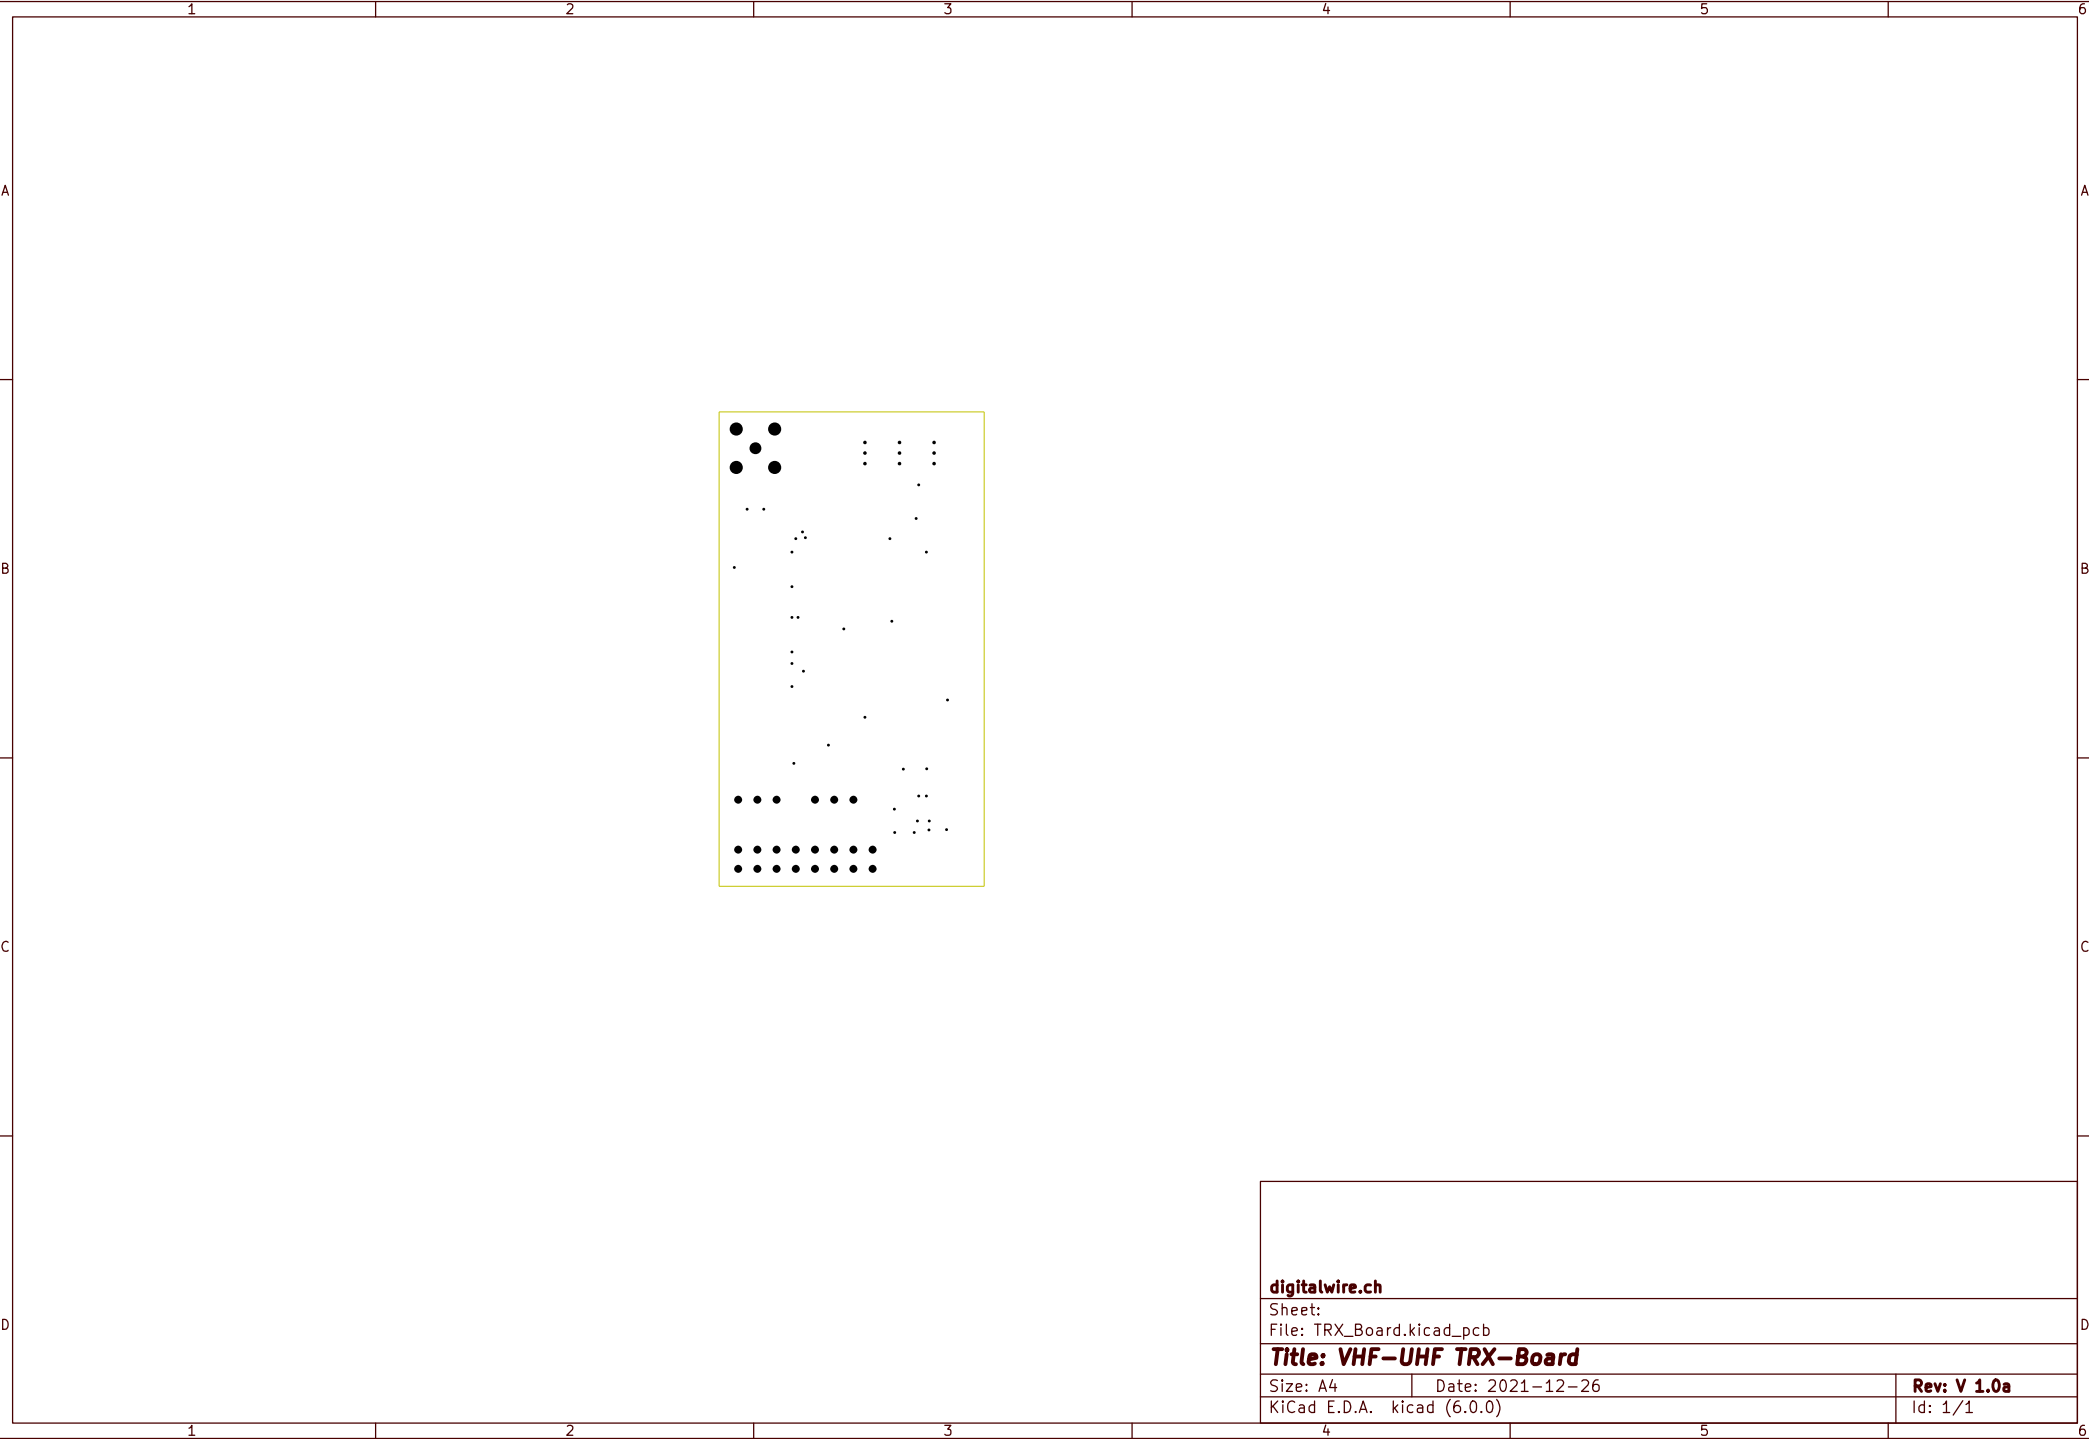 1 2 3 4 5 6
A A
B B
C C
digitalwire.ch
Sheet:
D D
File: TRX_Board.kicad_pcb
Title: VHF-UHF TRX-Board
Size: A4 Date: 2021-12-26 Rev: V 1.0a
KiCad E.D.A. kicad (6.0.0) Id: 1/1
1 2 3 4 5 6